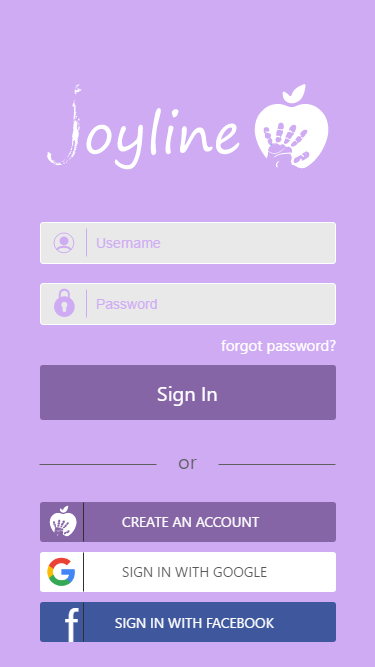 Joyline
Username
Password
forgot password?
Sign In
or
CREATE AN ACCOUNT
SIGN IN WITH GOOGLE
SIGN IN WITH FACEBOOK